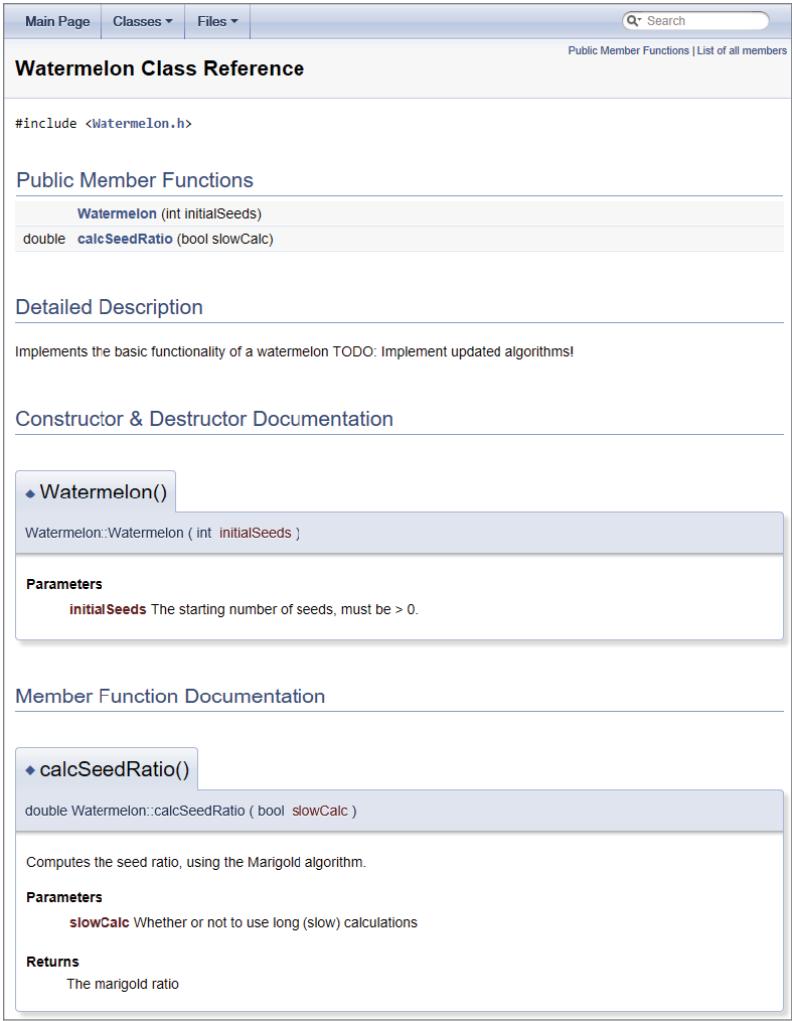 Main Page Classes Files Search
Public Member Functions | List of all members
Watermelon Class Reference
#include <Watermelon.h>
Public Member Functions
Watermelon (int initialSeeds)
double calcSeedRatio (bool slowCalc)
Detailed Description
Implements the basic functionality of a watermelon TODO: Implement updated algorithms!
Constructor & Destructor Documentation
Watermelon()
Watermelon::Watermelon ( int initialSeeds )
Parameters
initialSeeds The starting number of seeds, must be > 0.
Member Function Documentation
calcSeedRatio()
double Watermelon::calcSeedRatio ( bool slowCalc )
Computes the seed ratio, using the Marigold algorithm.
Parameters
slowCalc Whether or not to use long (slow) calculations
Returns
The marigold ratio